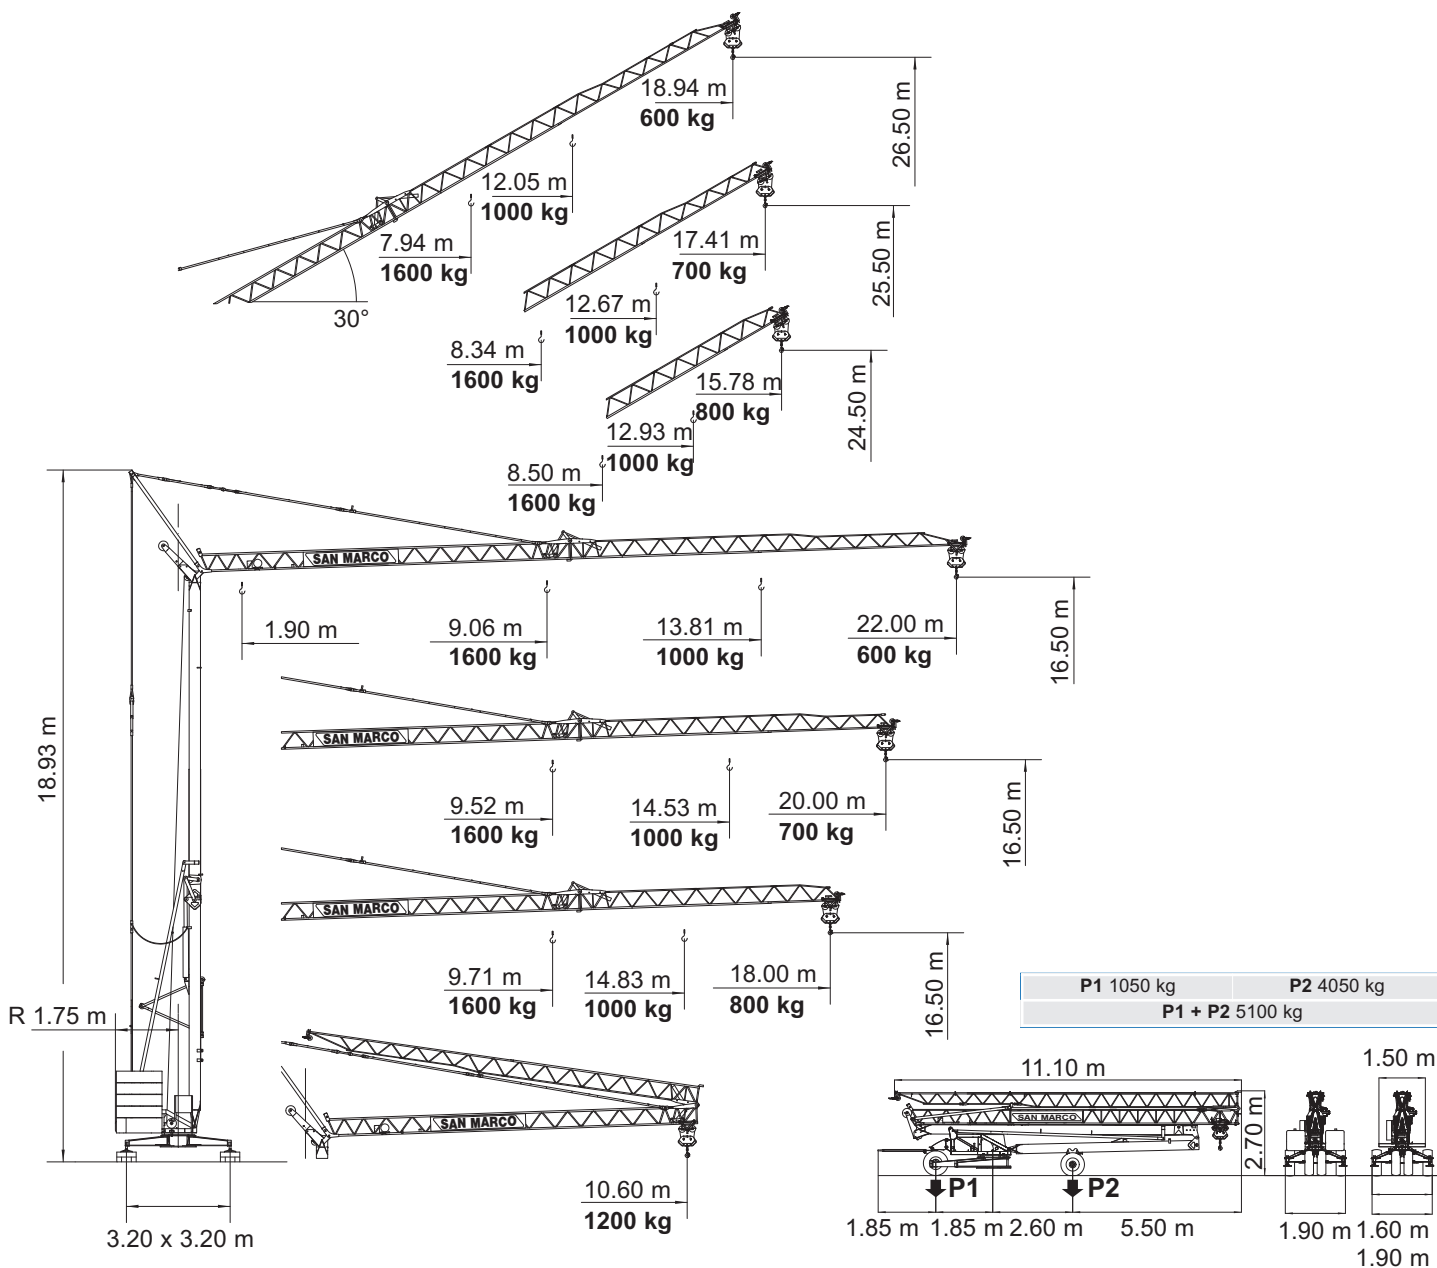 18.94 m
600 kg
26.50 m
12.05 m
1000 kg
7.94 m
1600 kg
30°
17.41 m
700 kg
25.50 m
12.67 m
1000 kg
8.34 m
1600 kg
15.78 m
800 kg
24.50 m
12.93 m
1000 kg
8.50 m
1600 kg
SAN MARCO
1.90 m
9.06 m
1600 kg
13.81 m
1000 kg
22.00 m
600 kg
16.50 m
18.93 m
SAN MARCO
9.52 m
1600 kg
14.53 m
1000 kg
20.00 m
700 kg
16.50 m
SAN MARCO
9.71 m
1600 kg
14.83 m
1000 kg
18.00 m
800 kg
16.50 m
P1 1050 kg
P2 4050 kg
P1 + P2 5100 kg
R 1.75 m
SAN MARCO
10.60 m
1200 kg
3.20 x 3.20 m
11.10 m
1.50 m
SAN MARCO
2.70 m
P1
P2
1.85 m
1.85 m
2.60 m
5.50 m
1.90 m
1.60 m
1.90 m